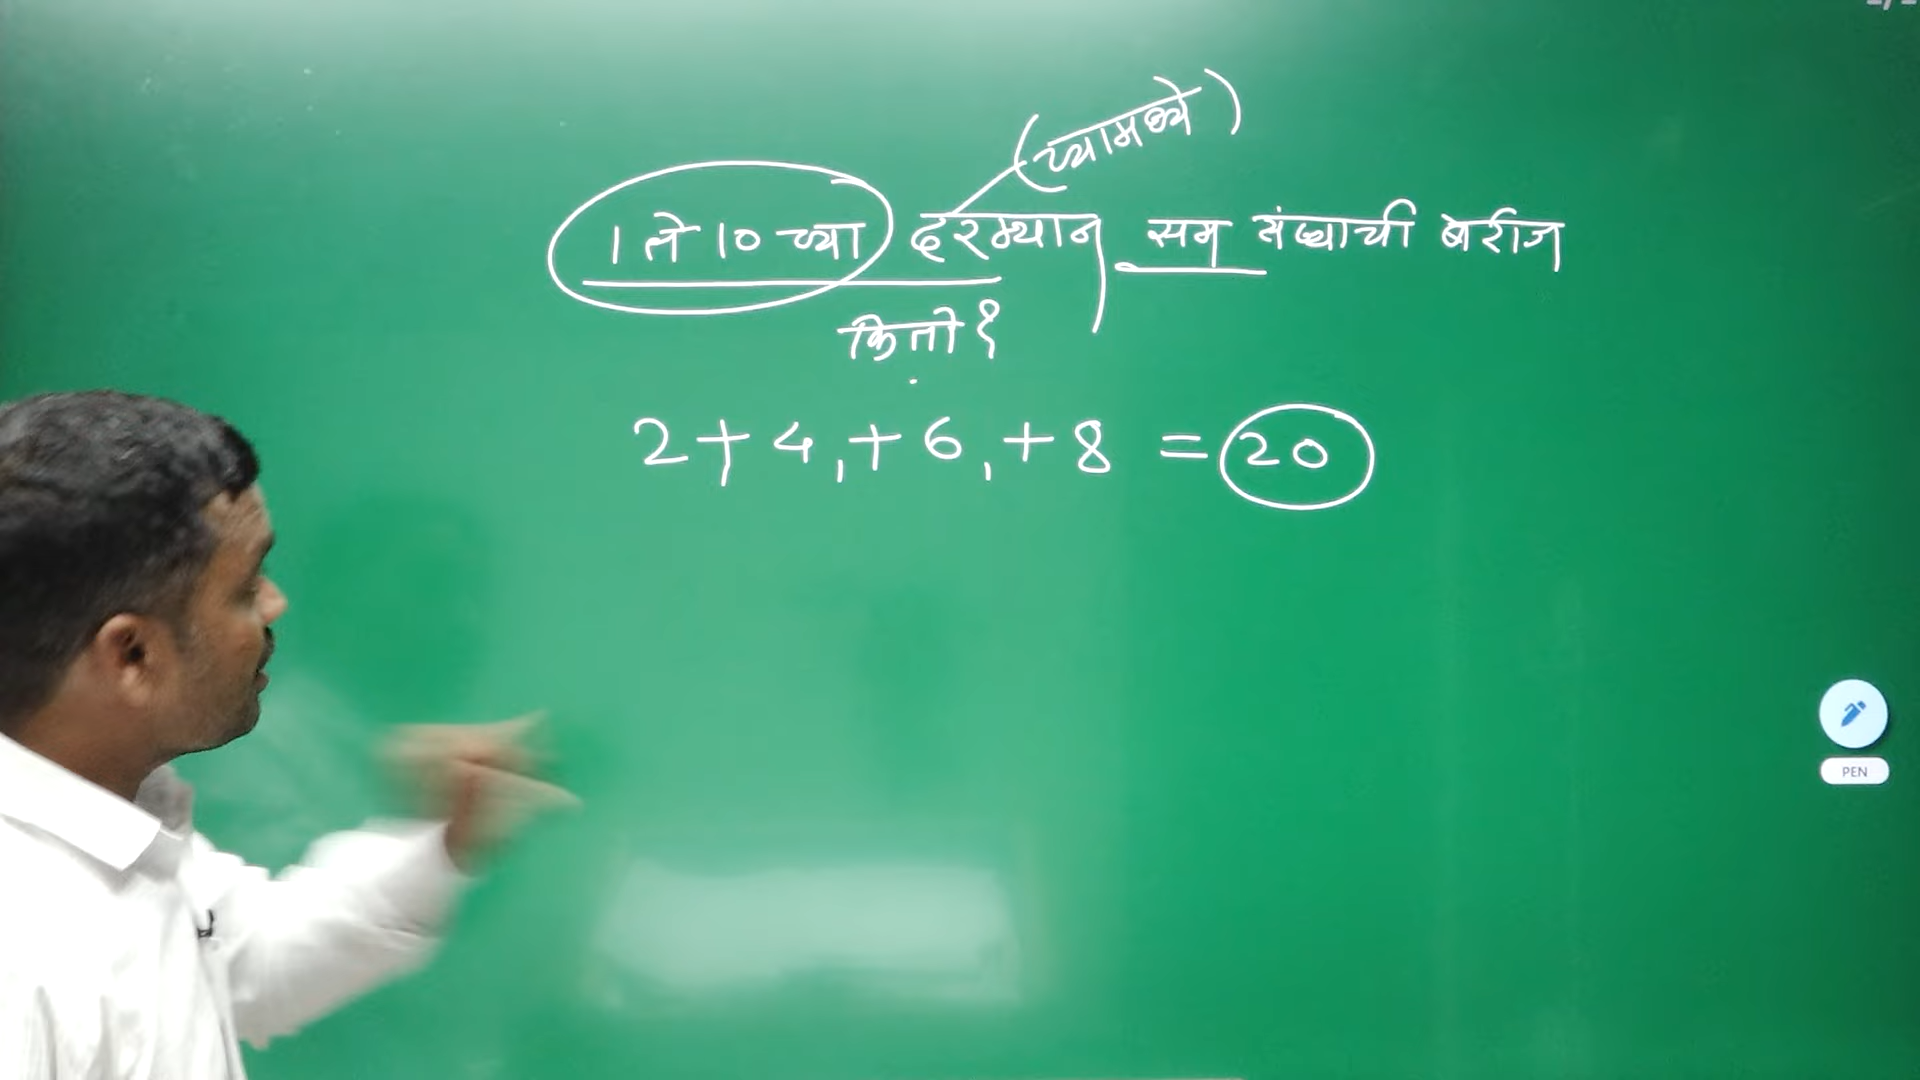 (च्यामध्ये)
1 ते 10 च्या दरम्यान सम संख्याची बेरीज
किती?
2 + 4, + 6, + 8 = 20
PEN